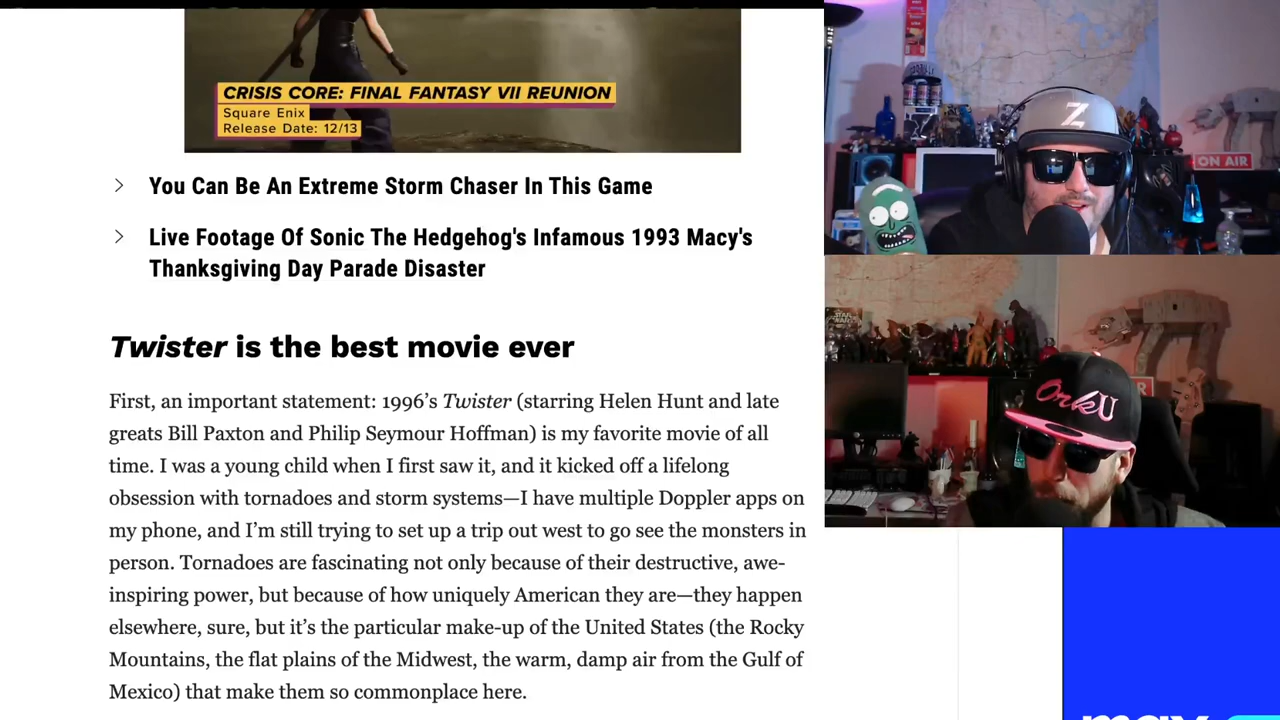 CRISIS CORE: FINAL FANTASY VII REUNION
Square Enix
Release Date: 12/13
You Can Be An Extreme Storm Chaser In This Game
Live Footage Of Sonic The Hedgehog's Infamous 1993 Macy's
Thanksgiving Day Parade Disaster
Twister is the best movie ever
First, an important statement: 1996’s Twister (starring Helen Hunt and late
greats Bill Paxton and Philip Seymour Hoffman) is my favorite movie of all
time. I was a young child when I first saw it, and it kicked off a lifelong
obsession with tornadoes and storm systems—I have multiple Doppler apps on
my phone, and I’m still trying to set up a trip out west to go see the monsters in
person. Tornadoes are fascinating not only because of their destructive, awe-
inspiring power, but because of how uniquely American they are—they happen
elsewhere, sure, but it’s the particular make-up of the United States (the Rocky
Mountains, the flat plains of the Midwest, the warm, damp air from the Gulf of
Mexico) that make them so commonplace here.
Z
ON AIR
STAR WARS
OrkU
max